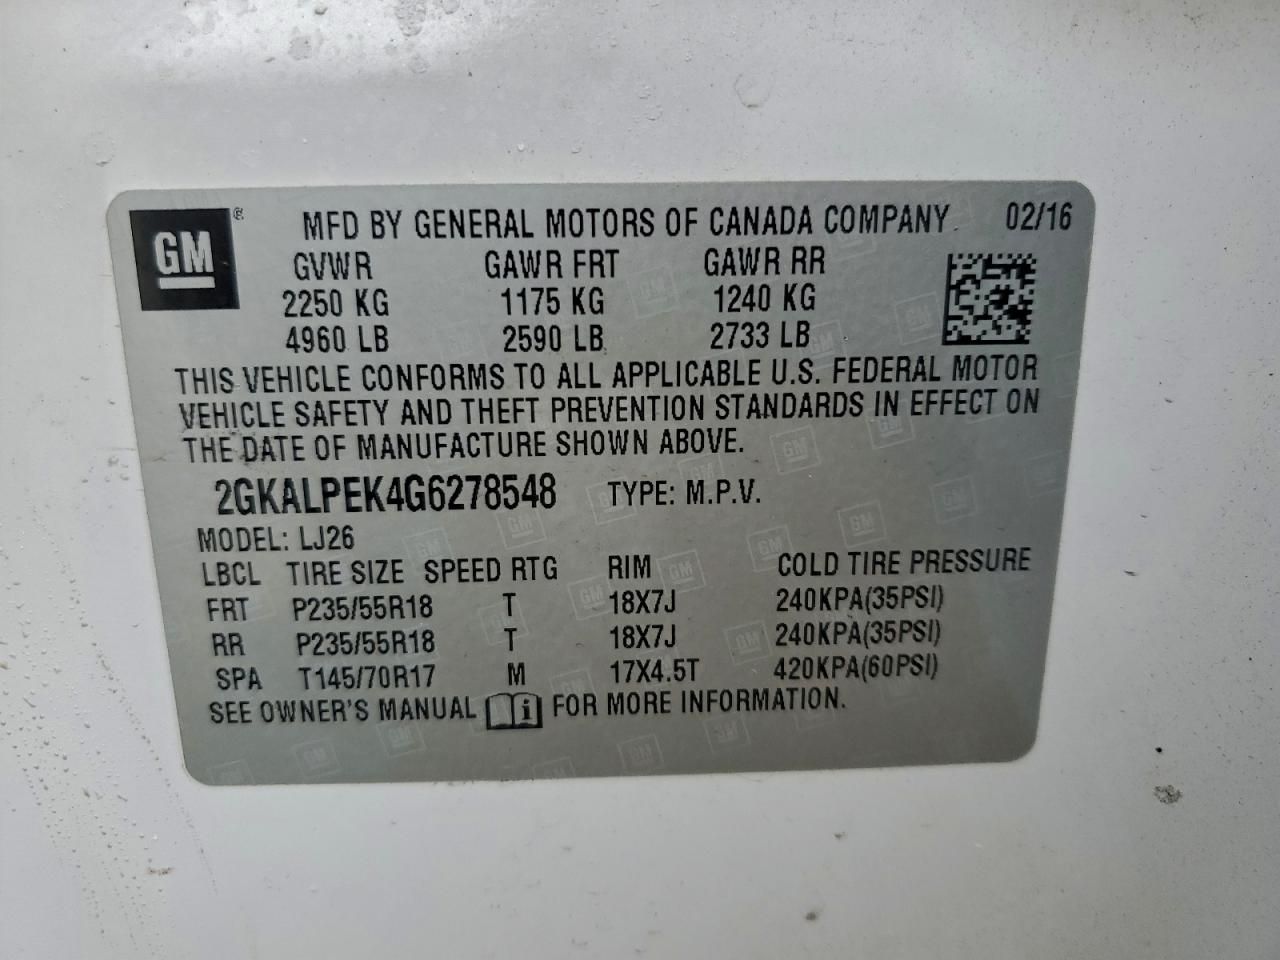 GM ® MFD BY GENERAL MOTORS OF CANADA COMPANY. 02/16
GVWR GAWR FRT GAWR RR
2250 KG 1175 KG 1240 KG
4960 LB 2590 LB 2733 LB
THIS VEHICLE CONFORMS TO ALL APPLICABLE U.S. FEDERAL MOTOR
VEHICLE SAFETY AND THEFT PREVENTION STANDARDS IN EFFECT ON
THE DATE OF MANUFACTURE SHOWN ABOVE.
2GKALPEK4G6278548 TYPE: M.P.V.
MODEL: LJ26
LBCL TIRE SIZE SPEED RTG RIM COLD TIRE PRESSURE
FRT P235/55R18 T 18X7J 240KPA(35PSI)
RR P235/55R18 T 18X7J 240KPA(35PSI)
SPA T145/70R17 M 17X4.5T 420KPA(60PSI)
SEE OWNER'S MANUAL i FOR MORE INFORMATION.